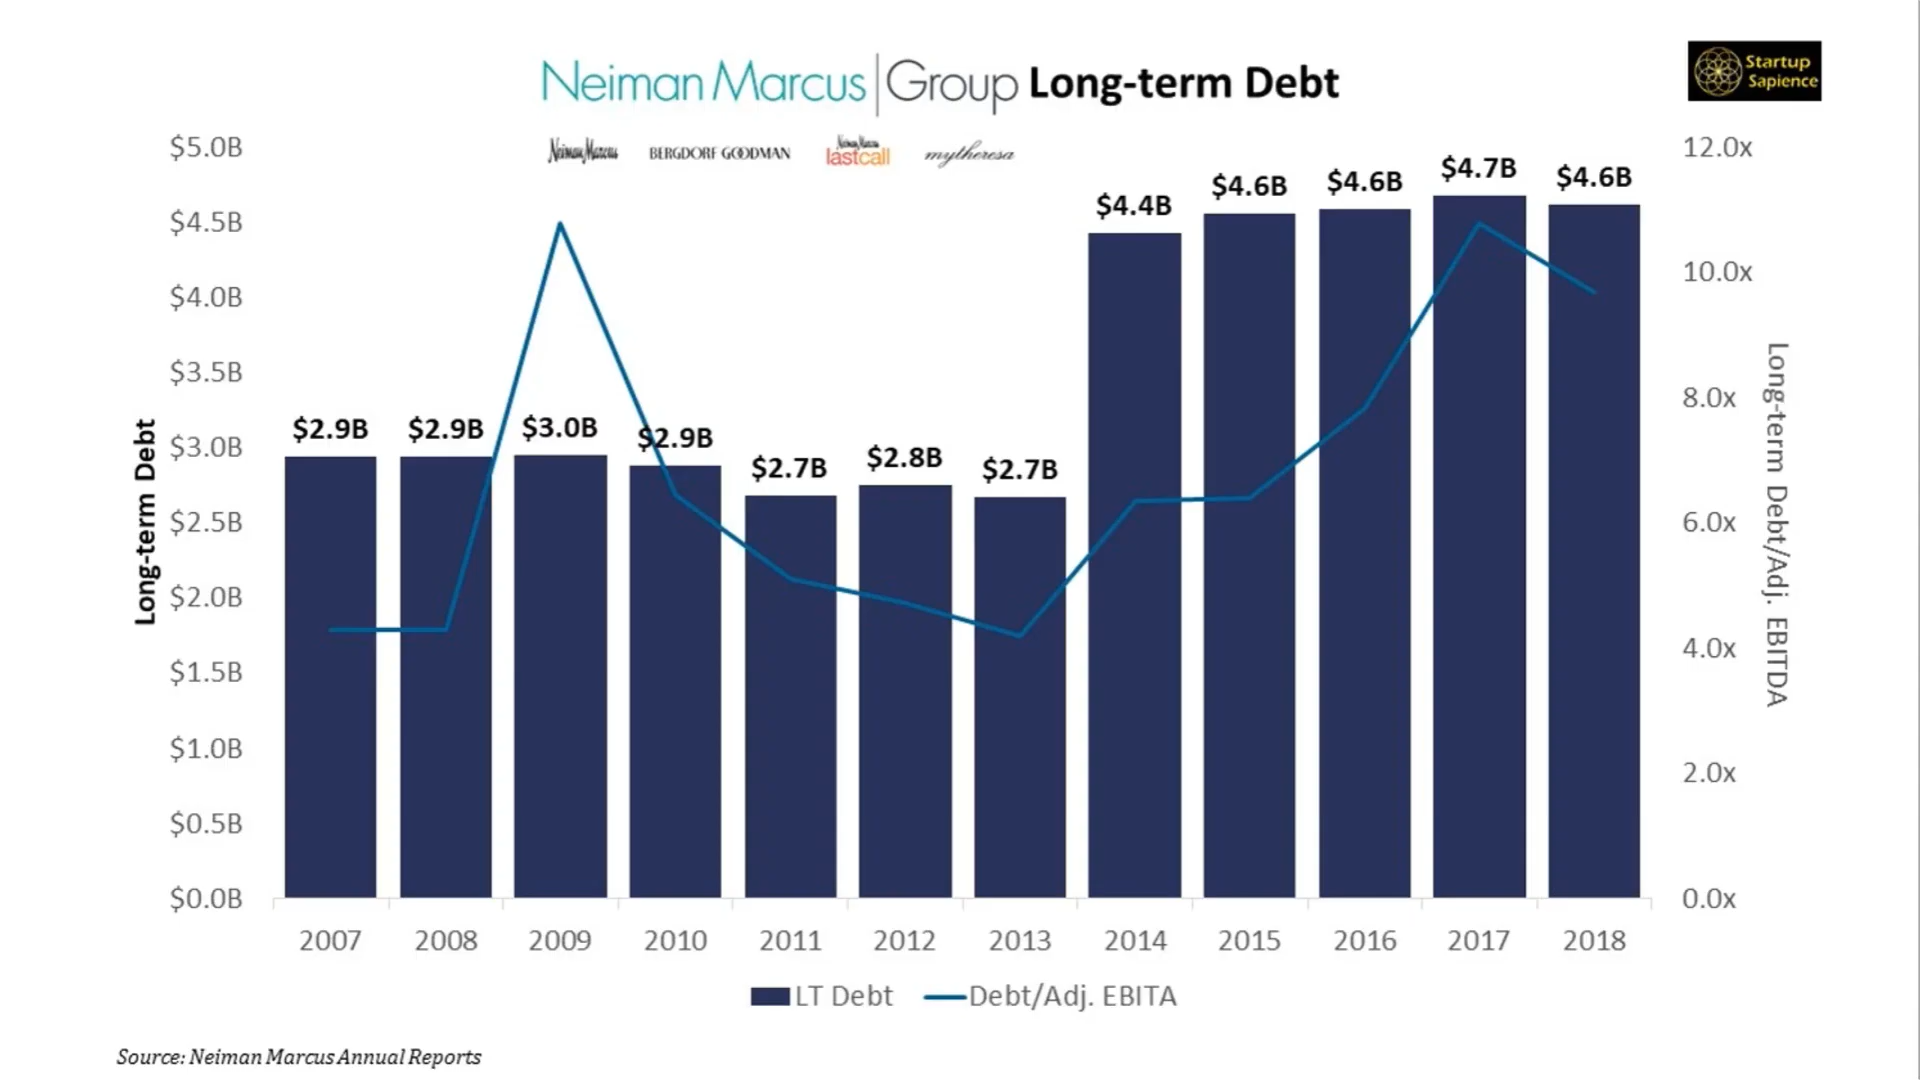 Neiman Marcus Group Long-term Debt
Startup
Sapience
Neiman Marcus BERGDORF GOODMAN Neiman Marcus lastcall mytheresa
$5.0B
$4.5B
$4.0B
$3.5B
$3.0B
$2.5B
$2.0B
$1.5B
$1.0B
$0.5B
$0.0B
Long-term Debt
$2.9B $2.9B $3.0B $2.9B $2.7B $2.8B $2.7B $4.4B $4.6B $4.6B $4.7B $4.6B
12.0x
10.0x
8.0x
6.0x
4.0x
2.0x
0.0x
Long-term Debt/Adj. EBITDA
2007 2008 2009 2010 2011 2012 2013 2014 2015 2016 2017 2018
LT Debt Debt/Adj. EBITA
Source: Neiman Marcus Annual Reports